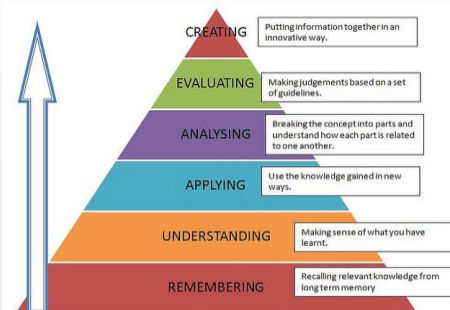 CREATING
Putting information together in an
innovative way.
EVALUATING
Making judgements based on a set
of guidelines.
ANALYSING
Breaking the concept into parts and
understand how each part is related
to one another.
APPLYING
Use the knowledge gained in new
ways.
UNDERSTANDING
Making sense of what you have
learnt.
REMEMBERING
Recalling relevant knowledge from
long term memory